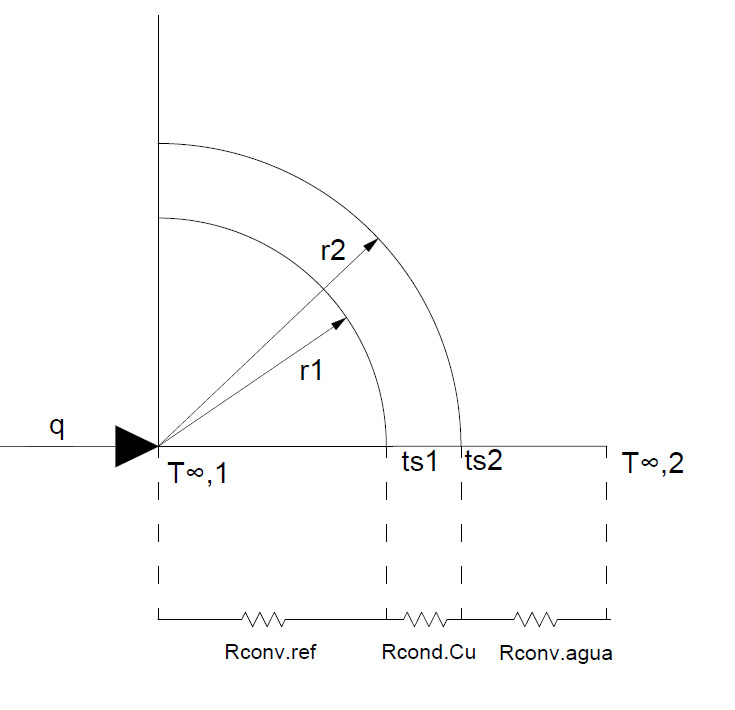 r2
r1
q
T∞,1
ts1
ts2
T∞,2
Rconv.ref
Rcond.Cu
Rconv.agua